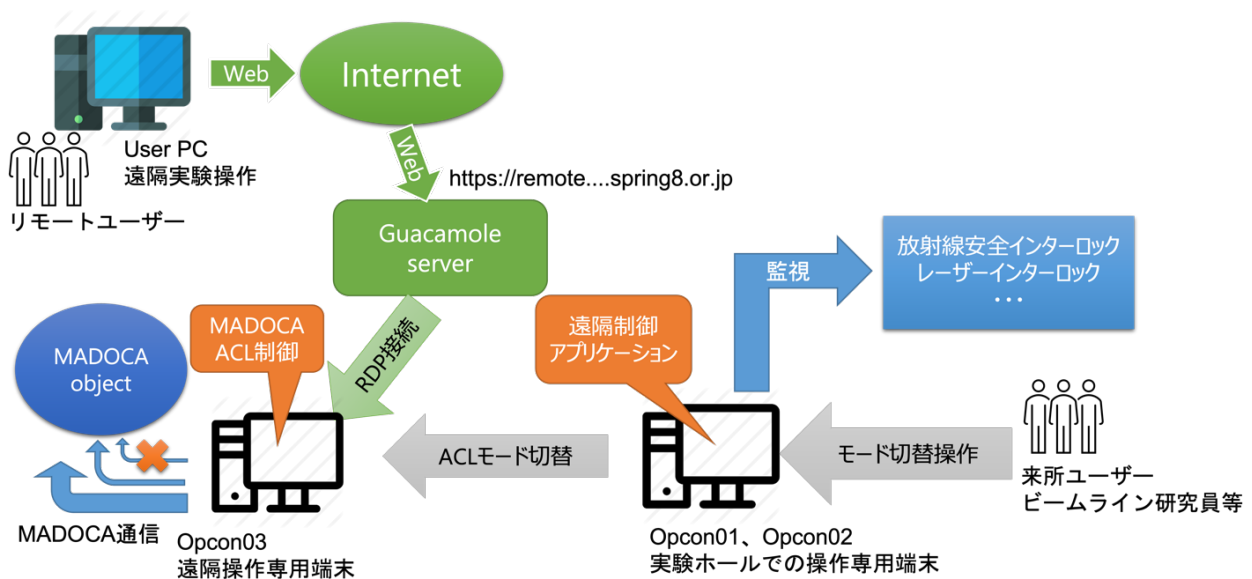 Web
Internet
User PC
遠隔実験操作
リモートユーザー
Web
https://remote....spring8.or.jp
Guacamole
server
放射線安全インターロック
レーザーインターロック
・・・
監視
MADOCA
ACL制御
遠隔制御
アプリケーション
MADOCA
object
RDP接続
ACLモード切替
モード切替操作
来所ユーザー
ビームライン研究員等
MADOCA通信
Opcon03
遠隔操作専用端末
Opcon01、Opcon02
実験ホールでの操作専用端末